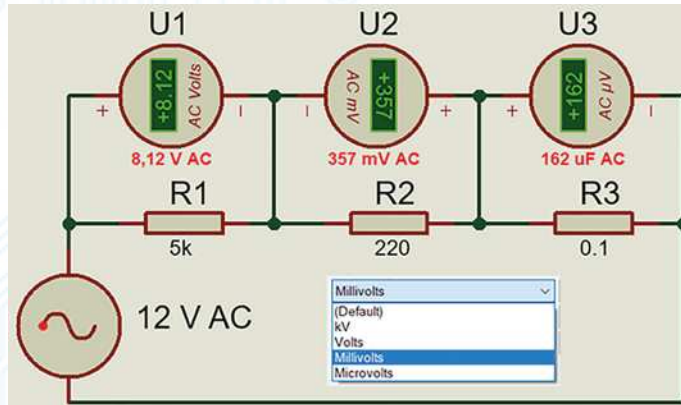 U1 U2 U3
+8.12 AC Volts +357 AC mV +162 AC µV
+ − − + + −
8,12 V AC 357 mV AC 162 uF AC
R1 R2 R3
5k 220 0.1
12 V AC
Millivolts
(Default)
kV
Volts
Millivolts
Microvolts